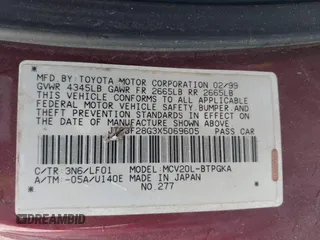 MFD.BY:TOYOTA MOTOR CORPORATION 02/99
GVWR 4345LB GAWR FR 2665LB RR 2665LB
THIS VEHICLE CONFORMS TO ALL APPLICABLE
FEDERAL MOTOR VEHICLE SAFETY,BUMPER,AND
THEFT PREVENTION STANDARDS IN EFFECT ON
THE DATE OF MANUFACTURE SHOWN ABOVE.
F28G3X5069605 PASS CAR
C/TR: 3N6/LF01 MODEL: MCV20L-BTPGKA
A/TM -05A/U140E MADE IN JAPAN
NO.277
DREAMBID